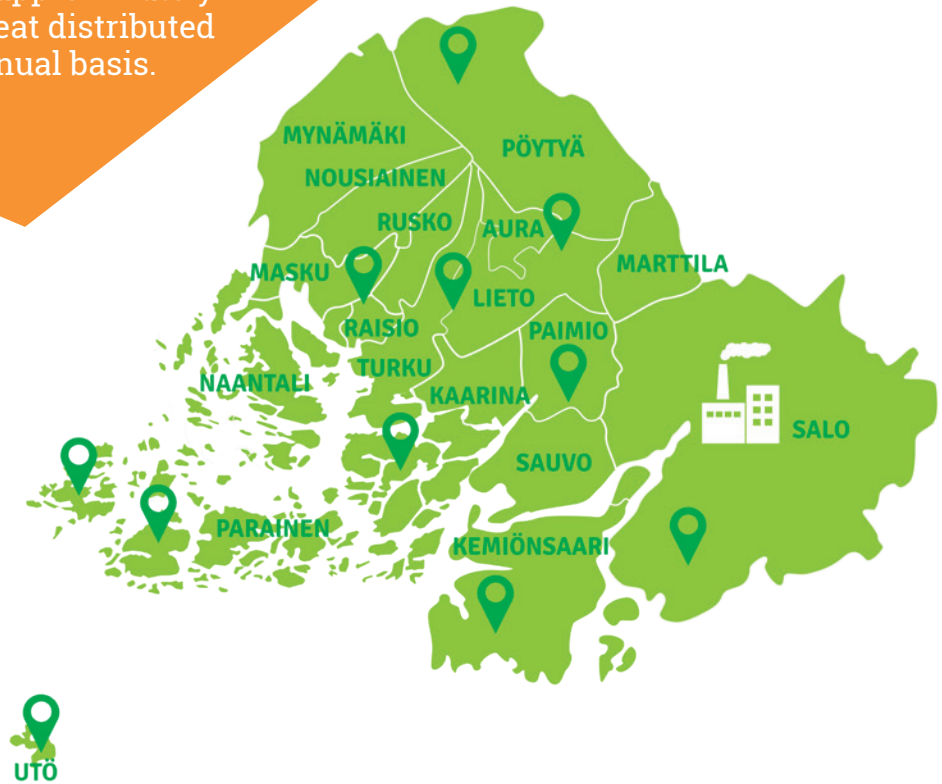 eat distributed
nual basis.
MYNÄMÄKI
PÖYTYÄ
NOUSIAINEN
RUSKO
AURA
MARTTILA
MASKU
LIETO
RAISIO
PAIMIO
TURKU
NAANTALI
KAARINA
SALO
SAUVO
PARAINEN
KEMIÖNSAARI
UTÖ